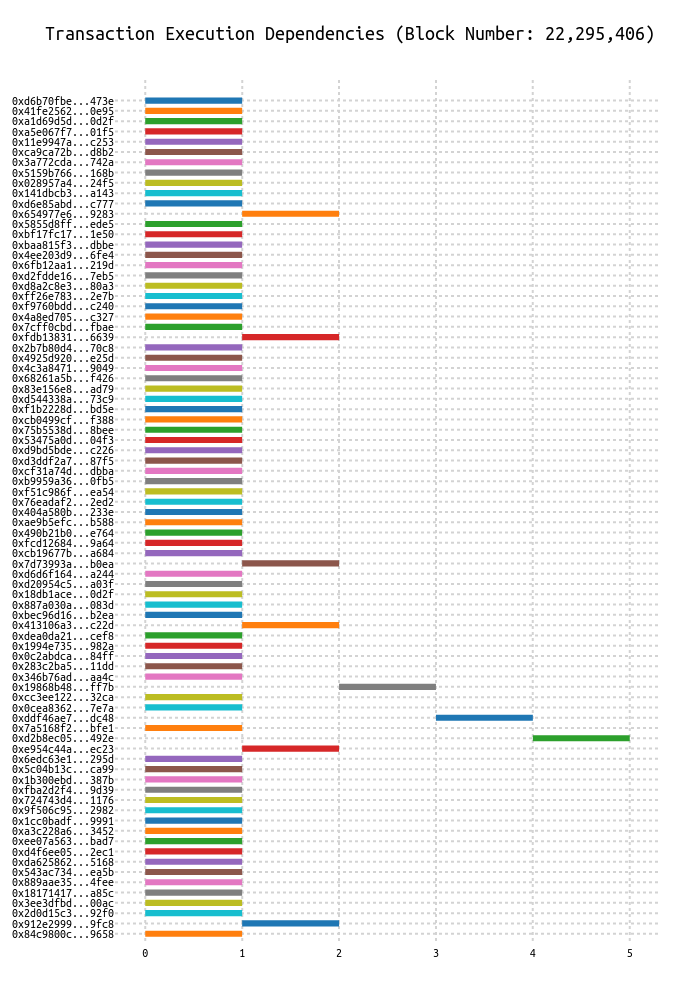 Transaction Execution Dependencies (Block Number: 22,295,406)
0xd6b70fbe...473e
0x41fe2562...0e95
0xa1d69d5d...0d2f
0xa5e067f7...01f5
0x11e9947a...c253
0xca9ca72b...d8b2
0x3a772cda...742a
0x5159b766...168b
0x028957a4...24f5
0x141dbcb3...a143
0xd6e85abd...c777
0x654977e6...9283
0x5855d8ff...ede5
0xbf17fc17...1e50
0xbaa815f3...dbbe
0x4ee203d9...6fe4
0x6fb12aa1...219d
0xd2fdde16...7eb5
0xd8a2c8e3...80a3
0xff26e783...2e7b
0xf9760bdd...c240
0x4a8ed705...c327
0x7cff0cbd...fbae
0xfdb13831...6639
0x2b7b80d4...70c8
0x4925d920...e25d
0x4c3a8471...9049
0x68261a5b...f426
0x83e156e8...ad79
0xd544338a...73c9
0xf1b2228d...bd5e
0xcb0499cf...f388
0x75b5538d...8bee
0x53475a0d...04f3
0xd9bd5bde...c226
0xd3ddf2a7...87f5
0xcf31a74d...dbba
0xb9959a36...0fb5
0xf51c986f...ea54
0x76eadaf2...2ed2
0x404a580b...233e
0xae9b5efc...b588
0x490b21b0...e764
0xfcd12684...9a64
0xcb19677b...a684
0x7d73993a...b0ea
0xd6d6f164...a244
0xd20954c5...a03f
0x18db1ace...0d2f
0x887a030a...083d
0xbec96d16...b2ea
0x413106a3...c22d
0xdea0da21...cef8
0x1994e735...982a
0x0c2abdca...84ff
0x283c2ba5...11dd
0x346b76ad...aa4c
0x19868b48...ff7b
0xcc3ee122...32ca
0x0cea8362...7e7a
0xddf46ae7...dc48
0x7a5168f2...bfe1
0xd2b8ec05...492e
0xe954c44a...ec23
0x6edc63e1...295d
0x5c04b13c...ca99
0x1b300ebd...387b
0xfba2d2f4...9d39
0x724743d4...1176
0x9f506c95...2982
0x1cc0badf...9991
0xa3c228a6...3452
0xee07a563...bad7
0xd4f6ee05...2ec1
0xda625862...5168
0x543ac734...ea5b
0x889aae35...4fee
0x18171417...a85c
0x3ee3dfbd...00ac
0x2d0d15c3...92f0
0x912e2999...9fc8
0x84c9800c...9658
0 1 2 3 4 5